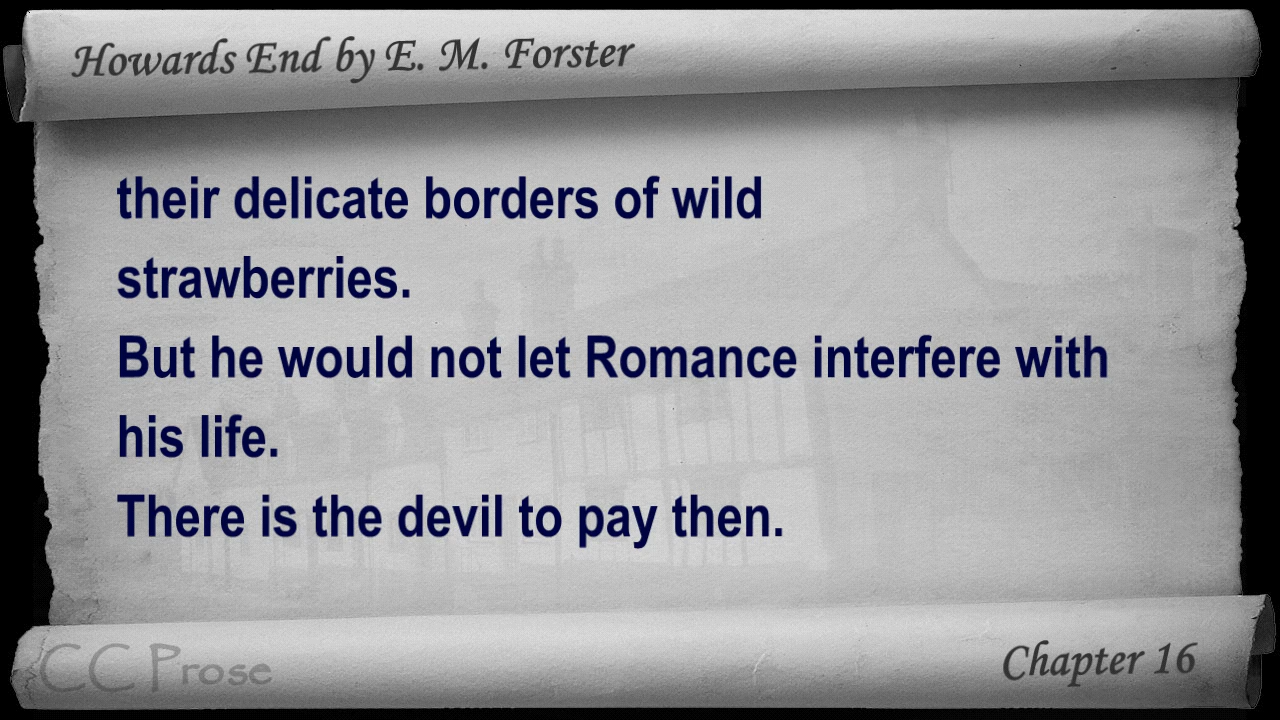 Howards End by E. M. Forster
their delicate borders of wild
strawberries.
But he would not let Romance interfere with
his life.
There is the devil to pay then.
CC Prose
Chapter 16